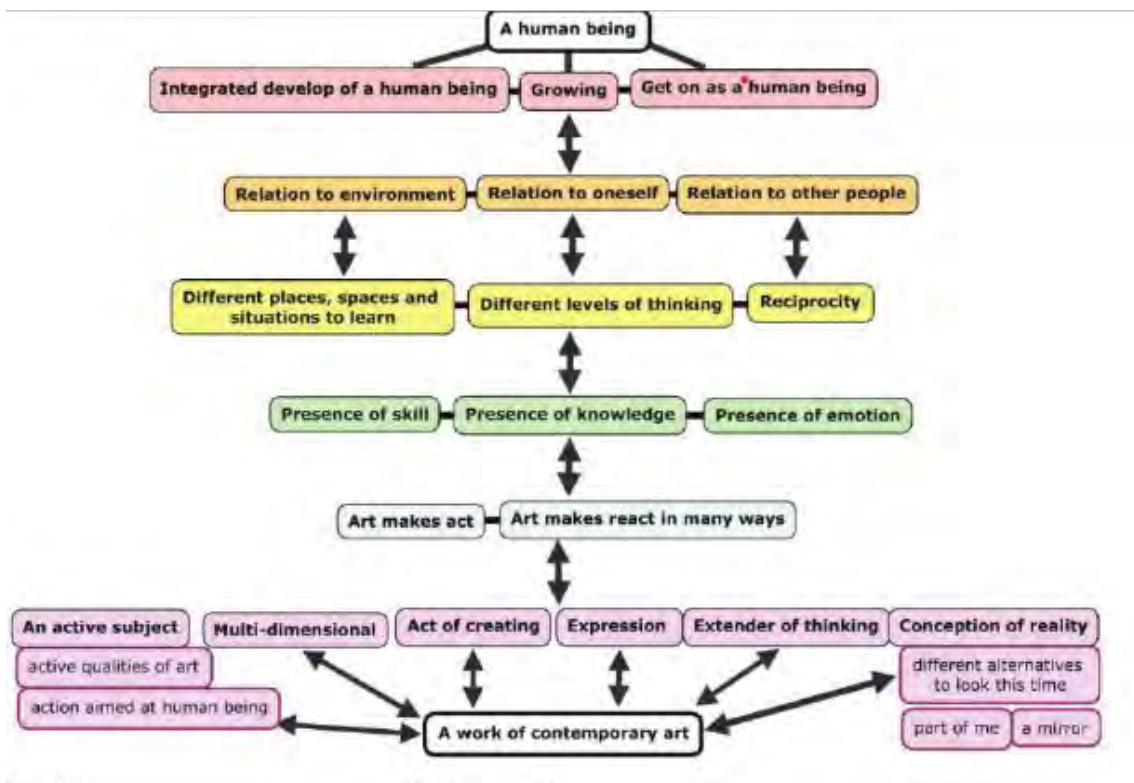 A human being
Integrated develop of a human being
Growing
Get on as a human being
Relation to environment
Relation to oneself
Relation to other people
Different places, spaces and
situations to learn
Different levels of thinking
Reciprocity
Presence of skill
Presence of knowledge
Presence of emotion
Art makes act
Art makes react in many ways
An active subject
Multi-dimensional
Act of creating
Expression
Extender of thinking
Conception of reality
active qualities of art
different alternatives
to look this time
action aimed at human being
part of me
a mirror
A work of contemporary art